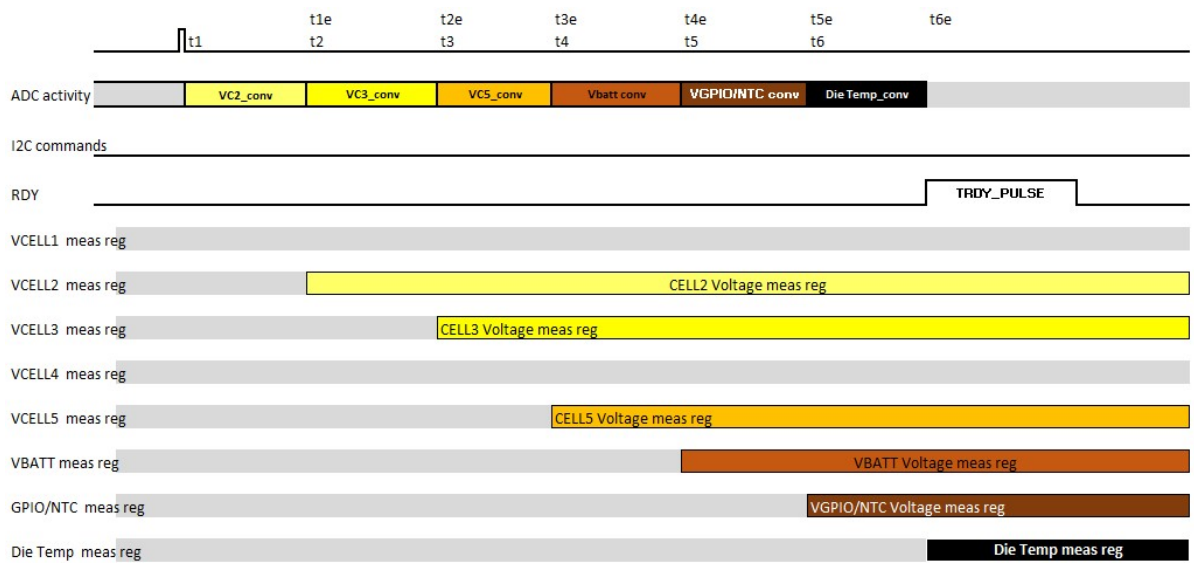 t1e t2e t3e t4e t5e t6e
t1 t2 t3 t4 t5 t6
ADC activity VC2_conv VC3_conv VC5_conv Vbatt conv VGPIO/NTC conv Die Temp_conv
I2C commands
RDY TRDY_PULSE
VCELL1 meas reg
VCELL2 meas reg CELL2 Voltage meas reg
VCELL3 meas reg CELL3 Voltage meas reg
VCELL4 meas reg
VCELL5 meas reg CELL5 Voltage meas reg
VBATT meas reg VBATT Voltage meas reg
GPIO/NTC meas reg VGPIO/NTC Voltage meas reg
Die Temp meas reg Die Temp meas reg